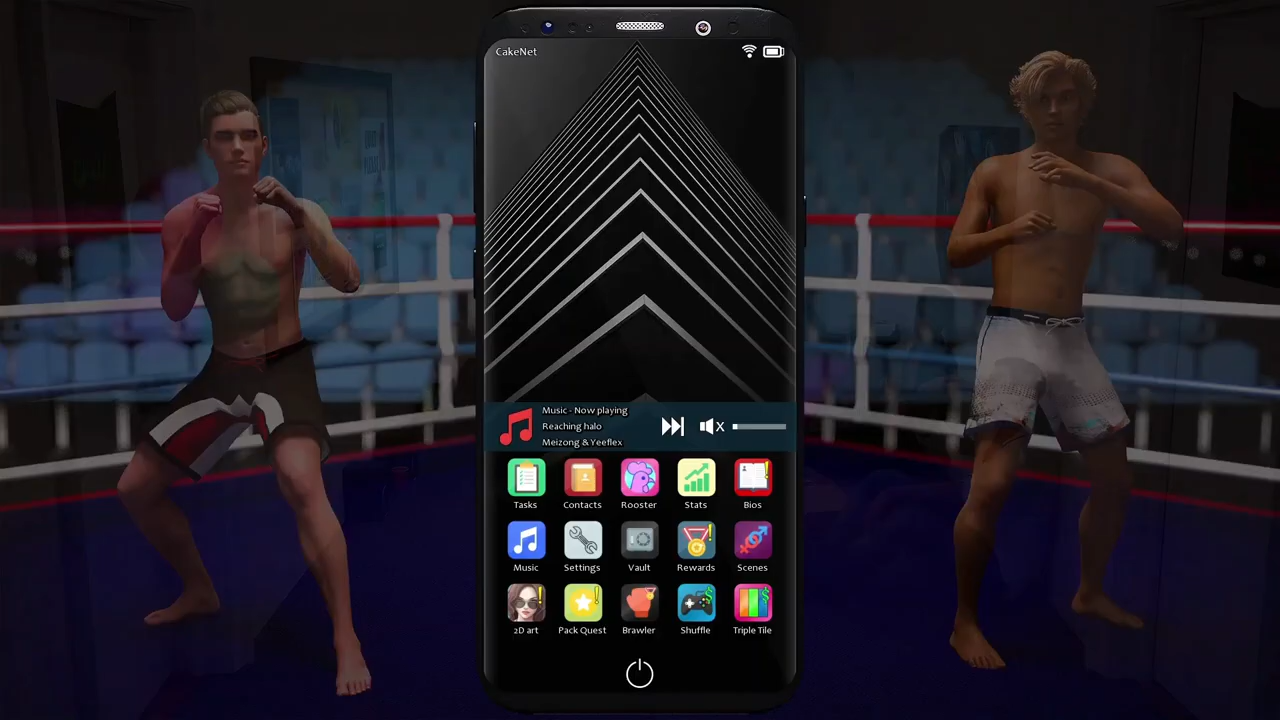 CakeNet
Music - Now playing
Reaching halo
Meizong & Yeeflex
Tasks Contacts Rooster Stats Bios
Music Settings Vault Rewards Scenes
2D art Pack Quest Brawler Shuffle Triple Tile